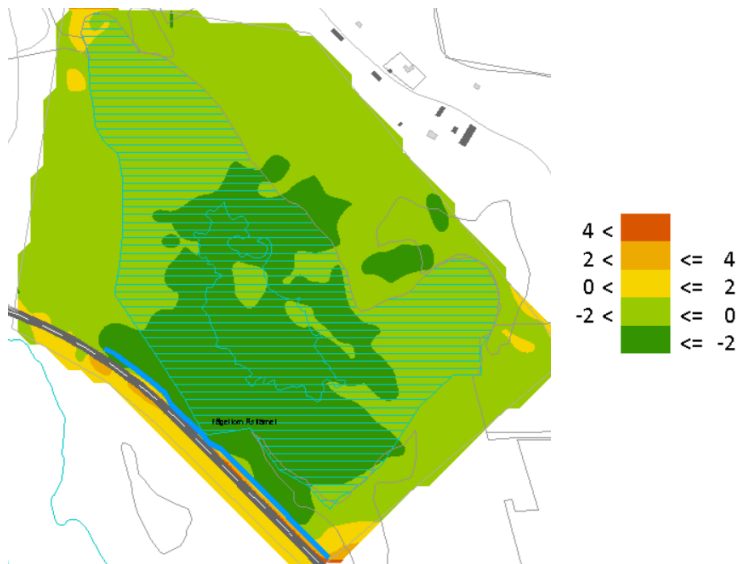 4 <
2 < <= 4
0 < <= 2
-2 < <= 0
<= -2